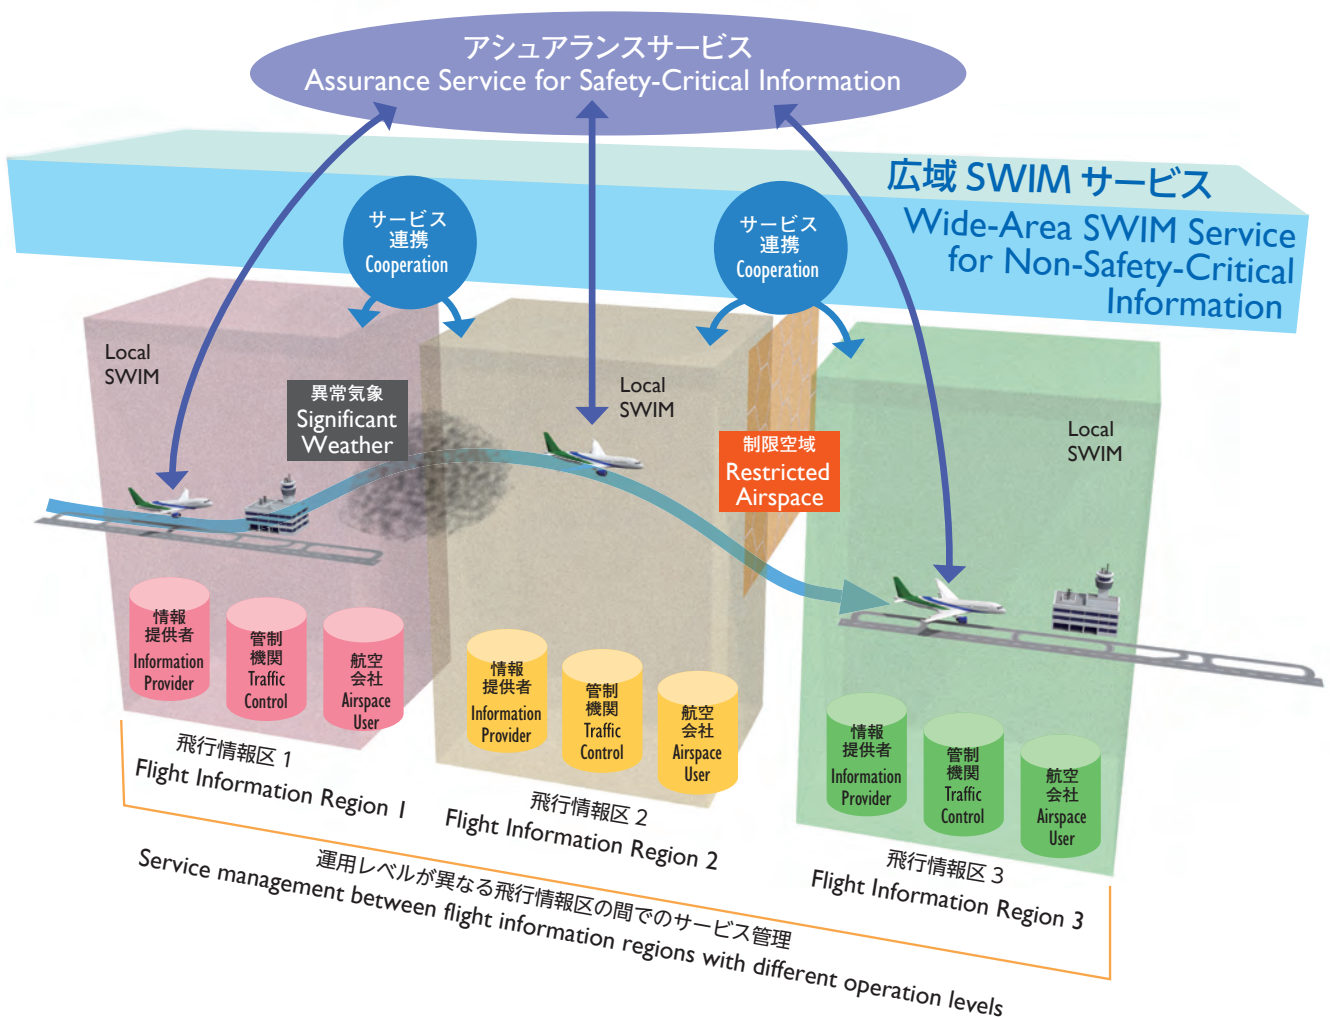 アシュアランスサービス
Assurance Service for Safety-Critical Information
広域 SWIM サービス
Wide-Area SWIM Service
for Non-Safety-Critical
Information
サービス
連携
Cooperation
サービス
連携
Cooperation
Local
SWIM
異常気象
Significant
Weather
Local
SWIM
制限空域
Restricted
Airspace
Local
SWIM
情報
提供者
Information
Provider
管制
機関
Traffic
Control
航空
会社
Airspace
User
情報
提供者
Information
Provider
管制
機関
Traffic
Control
航空
会社
Airspace
User
情報
提供者
Information
Provider
管制
機関
Traffic
Control
航空
会社
Airspace
User
飛行情報区 1
Flight Information Region 1
飛行情報区 2
Flight Information Region 2
飛行情報区 3
Flight Information Region 3
運用レベルが異なる飛行情報区の間でのサービス管理
Service management between flight information regions with different operation levels